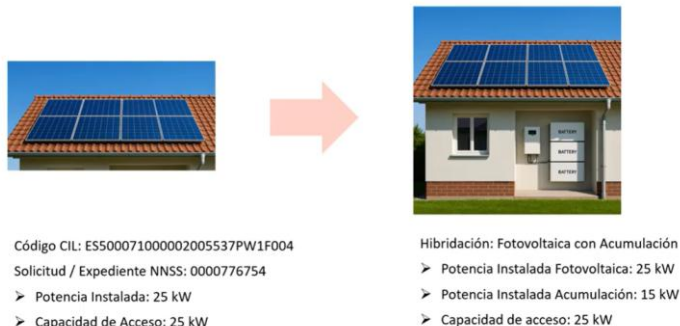 BATTERY
BATTERY
BATTERY
Código CIL: ES500071000002005537PW1F004
Solicitud / Expediente NNSS: 0000776754
➢ Potencia Instalada: 25 kW
➢ Capacidad de Acceso: 25 kW
Hibridación: Fotovoltaica con Acumulación
➢ Potencia Instalada Fotovoltaica: 25 kW
➢ Potencia Instalada Acumulación: 15 kW
➢ Capacidad de acceso: 25 kW